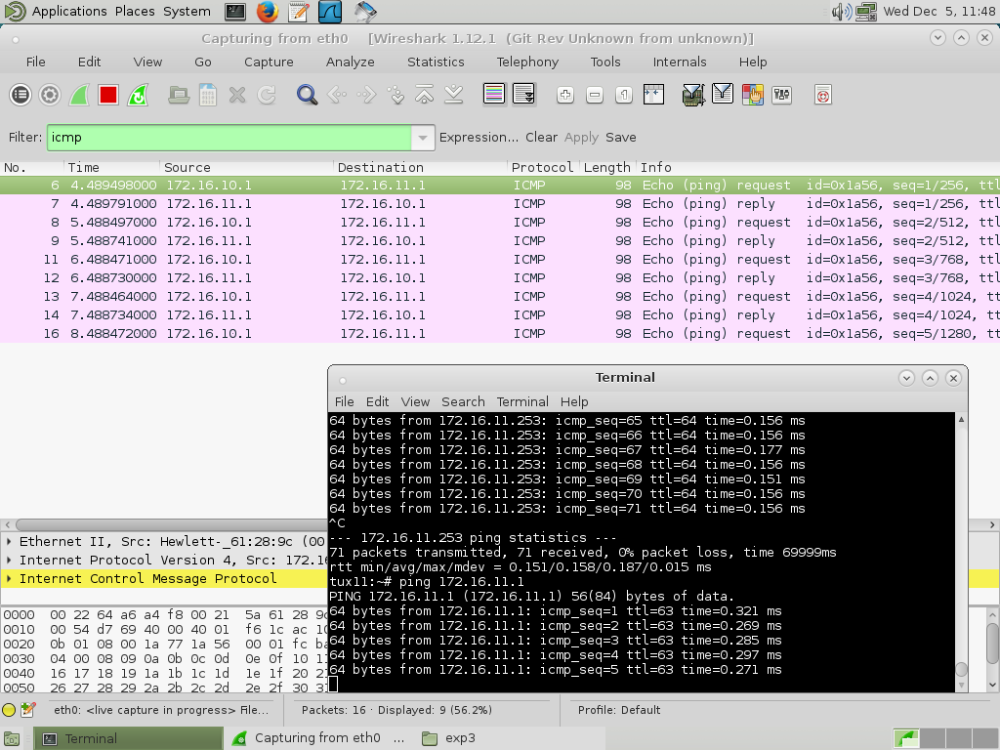 Applications Places System Wed Dec 5, 11:48
Capturing from eth0 [Wireshark 1.12.1 (Git Rev Unknown from unknown)]
File Edit View Go Capture Analyze Statistics Telephony Tools Internals Help
Filter: icmp Expression... Clear Apply Save
No. Time Source Destination Protocol Length Info
6 4.489498000 172.16.10.1 172.16.11.1 ICMP 98 Echo (ping) request id=0x1a56, seq=1/256, ttl
7 4.489791000 172.16.11.1 172.16.10.1 ICMP 98 Echo (ping) reply id=0x1a56, seq=1/256, ttl
8 5.488497000 172.16.10.1 172.16.11.1 ICMP 98 Echo (ping) request id=0x1a56, seq=2/512, ttl
9 5.488741000 172.16.11.1 172.16.10.1 ICMP 98 Echo (ping) reply id=0x1a56, seq=2/512, ttl
11 6.488471000 172.16.10.1 172.16.11.1 ICMP 98 Echo (ping) request id=0x1a56, seq=3/768, ttl
12 6.488730000 172.16.11.1 172.16.10.1 ICMP 98 Echo (ping) reply id=0x1a56, seq=3/768, ttl
13 7.488464000 172.16.10.1 172.16.11.1 ICMP 98 Echo (ping) request id=0x1a56, seq=4/1024, tt
14 7.488734000 172.16.11.1 172.16.10.1 ICMP 98 Echo (ping) reply id=0x1a56, seq=4/1024, tt
16 8.488472000 172.16.10.1 172.16.11.1 ICMP 98 Echo (ping) request id=0x1a56, seq=5/1280, tt
Terminal
File Edit View Search Terminal Help
64 bytes from 172.16.11.253: icmp_seq=65 ttl=64 time=0.156 ms
64 bytes from 172.16.11.253: icmp_seq=66 ttl=64 time=0.156 ms
64 bytes from 172.16.11.253: icmp_seq=67 ttl=64 time=0.177 ms
64 bytes from 172.16.11.253: icmp_seq=68 ttl=64 time=0.156 ms
64 bytes from 172.16.11.253: icmp_seq=69 ttl=64 time=0.151 ms
64 bytes from 172.16.11.253: icmp_seq=70 ttl=64 time=0.156 ms
64 bytes from 172.16.11.253: icmp_seq=71 ttl=64 time=0.156 ms
^C
--- 172.16.11.253 ping statistics ---
71 packets transmitted, 71 received, 0% packet loss, time 69999ms
rtt min/avg/max/mdev = 0.151/0.158/0.187/0.015 ms
tux11:~# ping 172.16.11.1
PING 172.16.11.1 (172.16.11.1) 56(84) bytes of data.
64 bytes from 172.16.11.1: icmp_seq=1 ttl=63 time=0.321 ms
64 bytes from 172.16.11.1: icmp_seq=2 ttl=63 time=0.269 ms
64 bytes from 172.16.11.1: icmp_seq=3 ttl=63 time=0.285 ms
64 bytes from 172.16.11.1: icmp_seq=4 ttl=63 time=0.297 ms
64 bytes from 172.16.11.1: icmp_seq=5 ttl=63 time=0.271 ms
Ethernet II, Src: Hewlett-_61:28:9c (00
Internet Protocol Version 4, Src: 172.16
Internet Control Message Protocol
0000 00 22 64 a6 a4 f8 00 21 5a 61 28 9c
0010 00 54 d7 69 40 00 40 01 f6 1c ac 10
0020 0b 01 08 00 1a 77 1a 56 00 01 fc ba
0030 04 00 08 09 0a 0b 0c 0d 0e 0f 10 11
0040 16 17 18 19 1a 1b 1c 1d 1e 1f 20 21
0050 26 27 28 29 2a 2b 2c 2d 2e 2f 30 31
eth0: <live capture in progress> File... Packets: 16 · Displayed: 9 (56.2%) Profile: Default
Terminal Capturing from eth0 ... exp3